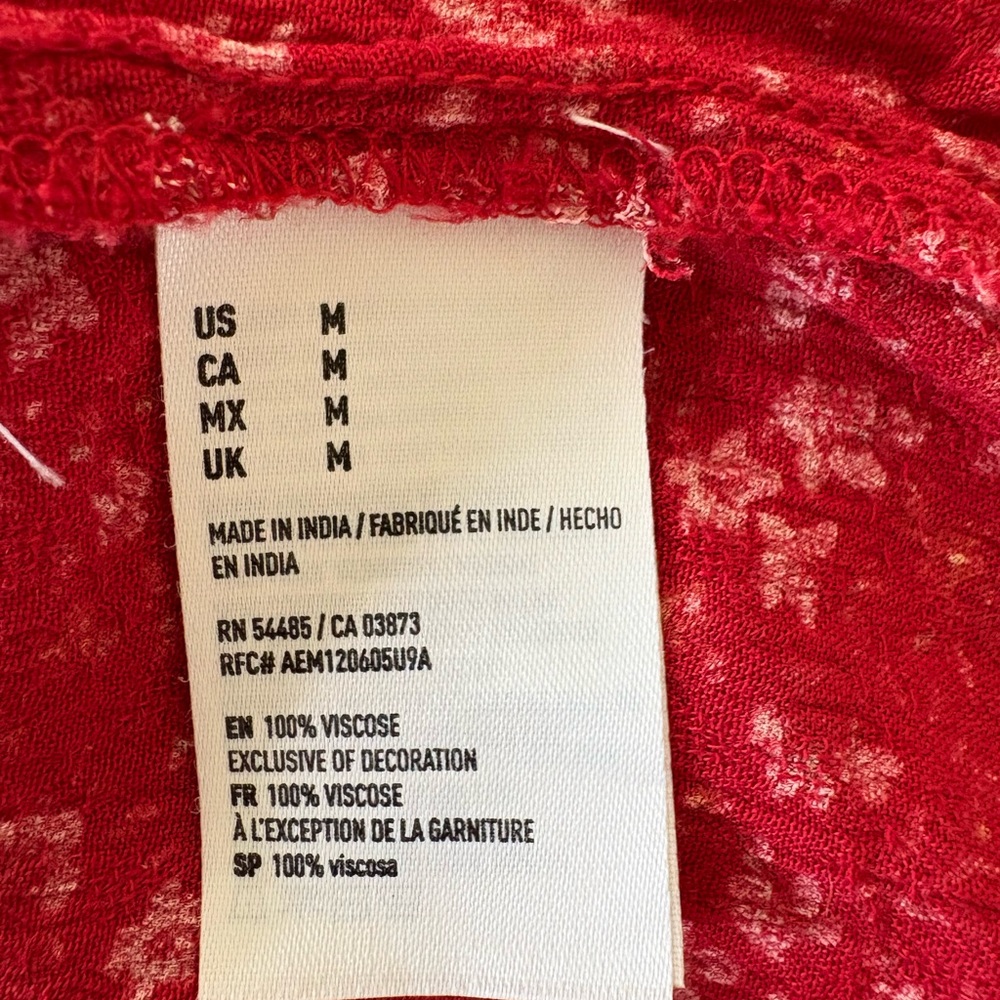 US M
CA M
MX M
UK M
MADE IN INDIA / FABRIQUÉ EN INDE / HECHO
EN INDIA
RN 54485 / CA 03873
RFC# AEM120605U9A
EN 100% VISCOSE
EXCLUSIVE OF DECORATION
FR 100% VISCOSE
À L'EXCEPTION DE LA GARNITURE
SP 100% viscosa